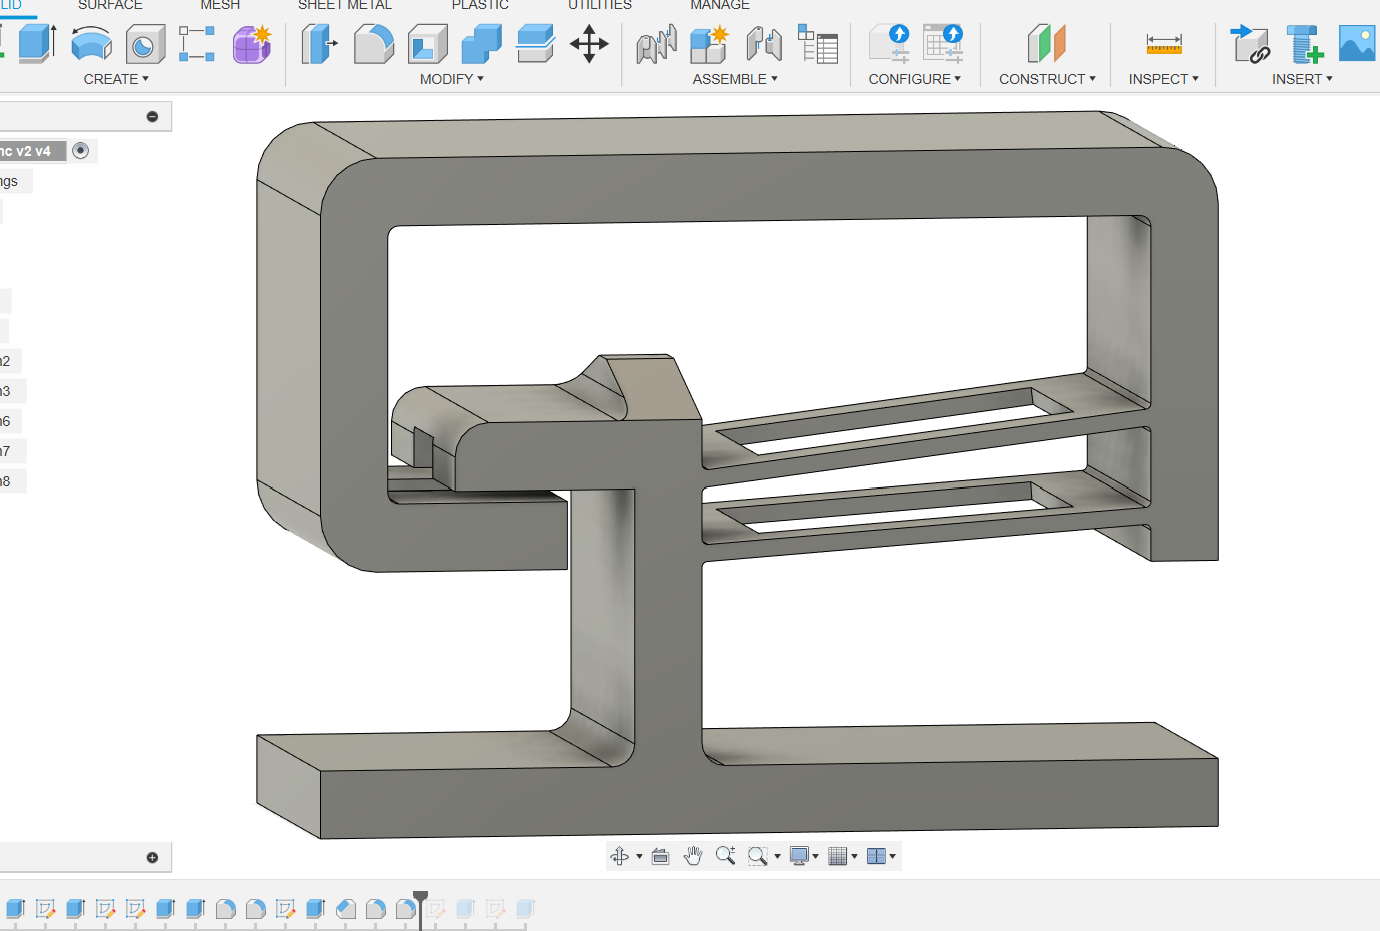 LID SURFACE MESH SHEET METAL PLASTIC UTILITIES MANAGE
CREATE MODIFY ASSEMBLE CONFIGURE CONSTRUCT INSPECT INSERT
nc v2 v4
ngs
n2
n3
n6
n7
n8